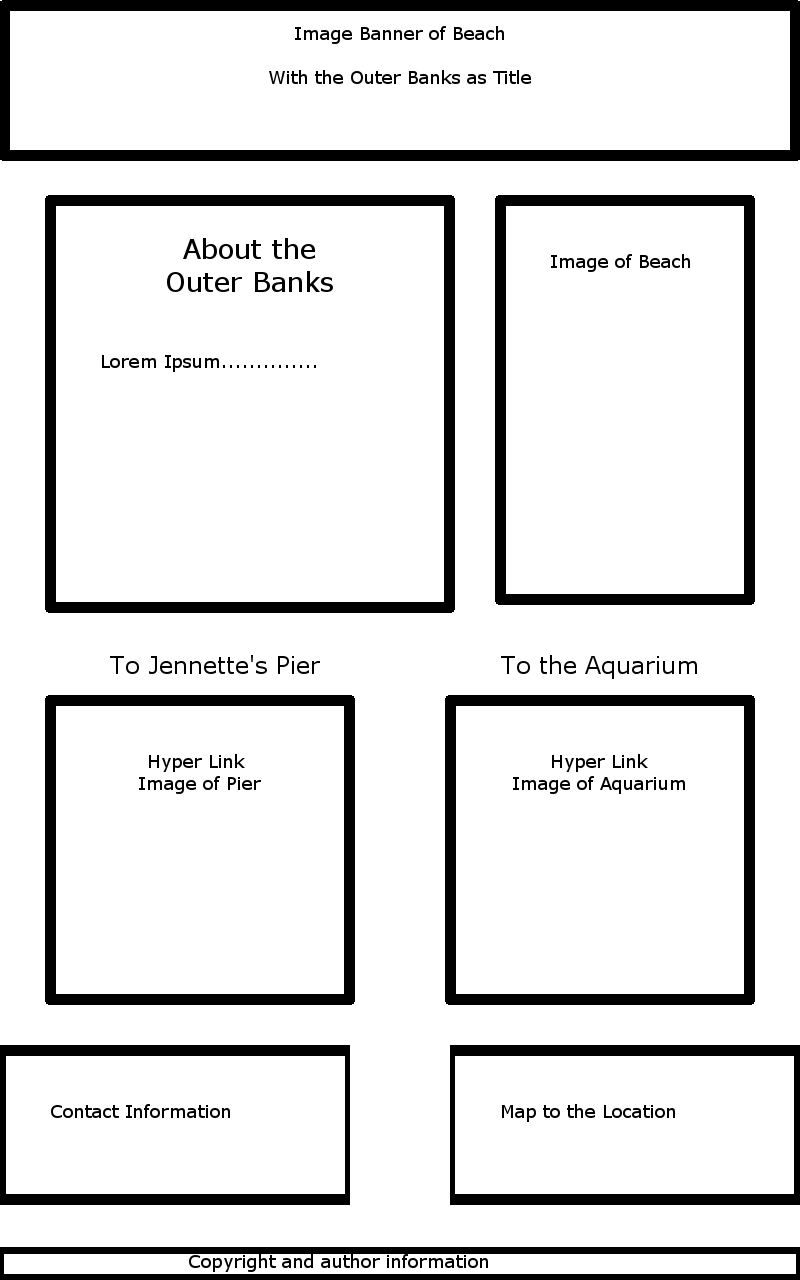 Image Banner of Beach
With the Outer Banks as Title
About the
Outer Banks
Lorem Ipsum..............
Image of Beach
To Jennette's Pier
To the Aquarium
Hyper Link
Image of Pier
Hyper Link
Image of Aquarium
Contact Information
Map to the Location
Copyright and author information